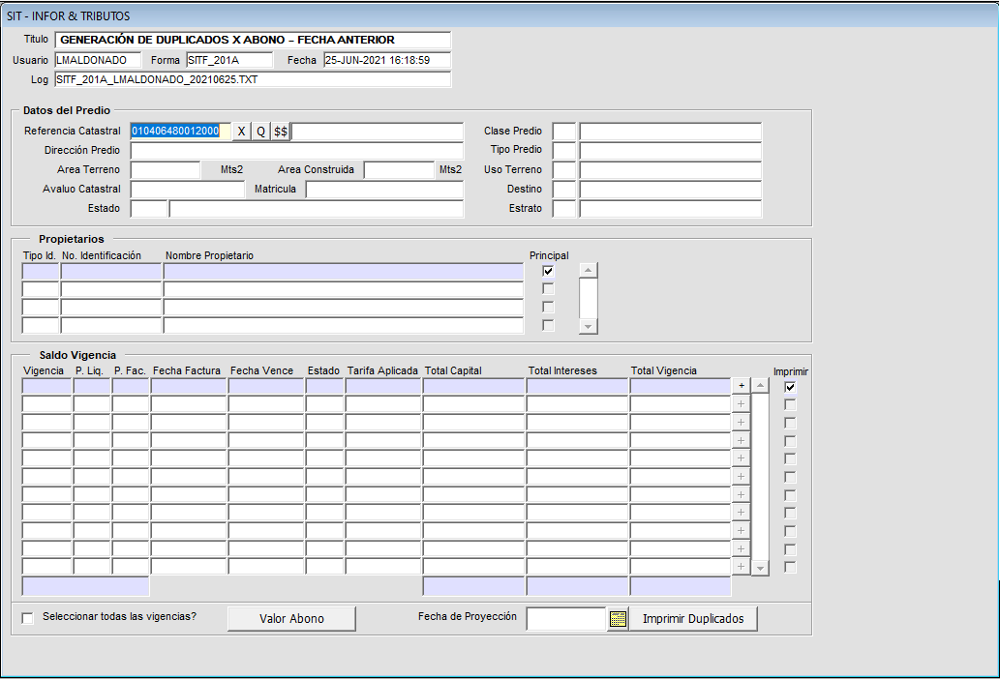 SIT - INFOR & TRIBUTOS
Titulo GENERACIÓN DE DUPLICADOS X ABONO – FECHA ANTERIOR
Usuario LMALDONADO Forma SITF_201A Fecha 25-JUN-2021 16:18:59
Log SITF_201A_LMALDONADO_20210625.TXT
Datos del Predio
Referencia Catastral 010406480012000 X Q $$ Clase Predio
Dirección Predio Tipo Predio
Area Terreno Mts2 Area Construida Mts2 Uso Terreno
Avaluo Catastral Matricula Destino
Estado Estrato
Propietarios
Tipo Id. No. Identificación Nombre Propietario Principal
Saldo Vigencia
Vigencia P. Liq. P. Fac. Fecha Factura Fecha Vence Estado Tarifa Aplicada Total Capital Total Intereses Total Vigencia Imprimir
+
+
+
+
+
+
+
+
+
+
+
Seleccionar todas las vigencias? Valor Abono Fecha de Proyección Imprimir Duplicados